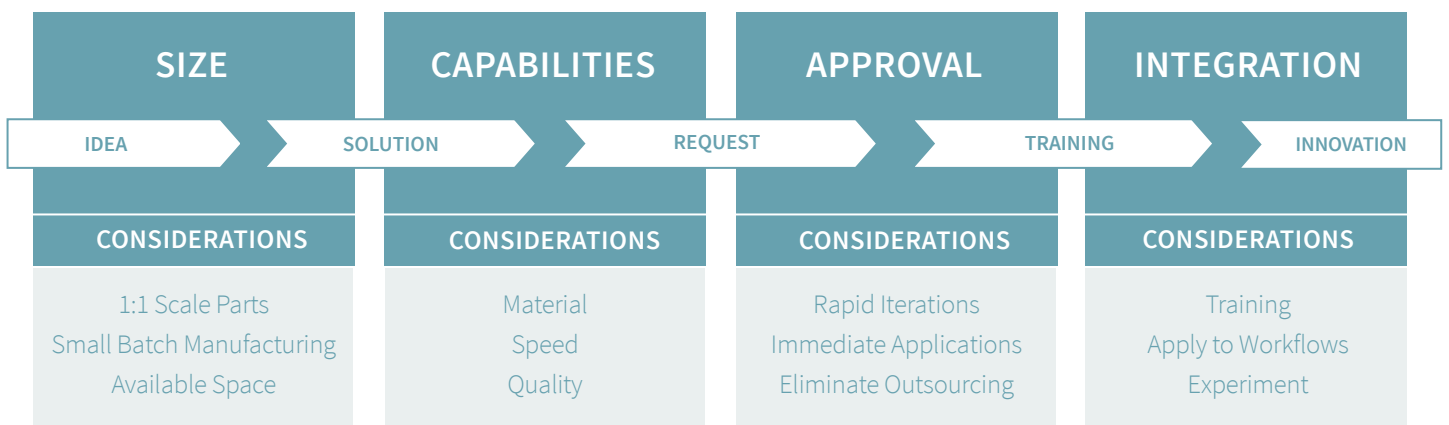 SIZE
CAPABILITIES
APPROVAL
INTEGRATION
IDEA
SOLUTION
REQUEST
TRAINING
INNOVATION
CONSIDERATIONS
CONSIDERATIONS
CONSIDERATIONS
CONSIDERATIONS
1:1 Scale Parts
Small Batch Manufacturing
Available Space
Material
Speed
Quality
Rapid Iterations
Immediate Applications
Eliminate Outsourcing
Training
Apply to Workflows
Experiment